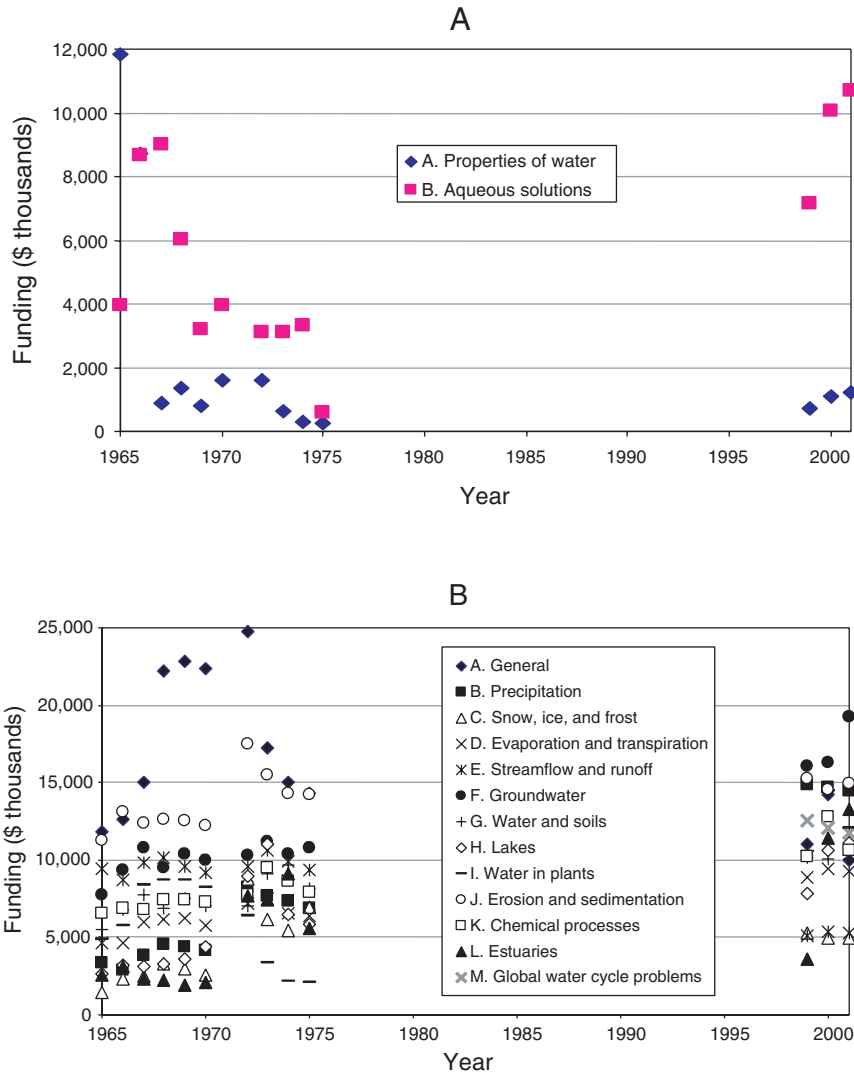 A
12,000
10,000
8,000
6,000
4,000
2,000
0
Funding ($ thousands)
A. Properties of water
B. Aqueous solutions
1965 1970 1975 1980 1985 1990 1995 2000
Year
B
25,000
20,000
15,000
10,000
5,000
0
Funding ($ thousands)
A. General
B. Precipitation
C. Snow, ice, and frost
D. Evaporation and transpiration
E. Streamflow and runoff
F. Groundwater
G. Water and soils
H. Lakes
I. Water in plants
J. Erosion and sedimentation
K. Chemical processes
L. Estuaries
M. Global water cycle problems
1965 1970 1975 1980 1985 1990 1995 2000
Year